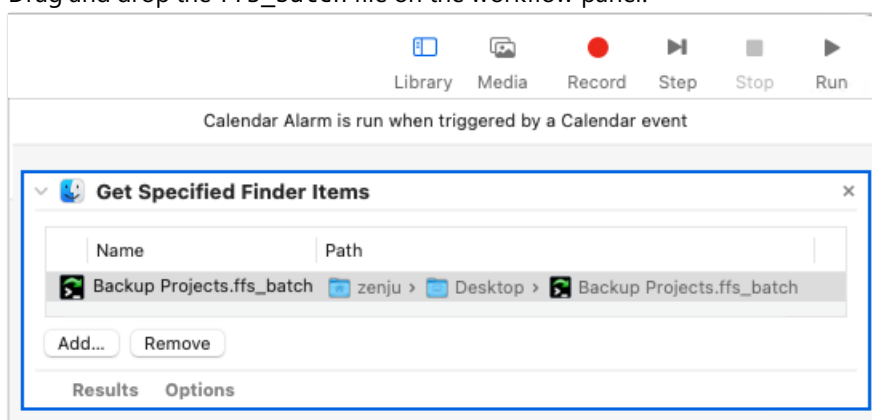 Drag and drop the ffs_batch file on the workflow panel.
Library Media Record Step Stop Run
Calendar Alarm is run when triggered by a Calendar event
Get Specified Finder Items
Name Path
Backup Projects.ffs_batch zenju › Desktop › Backup Projects.ffs_batch
Add... Remove
Results Options